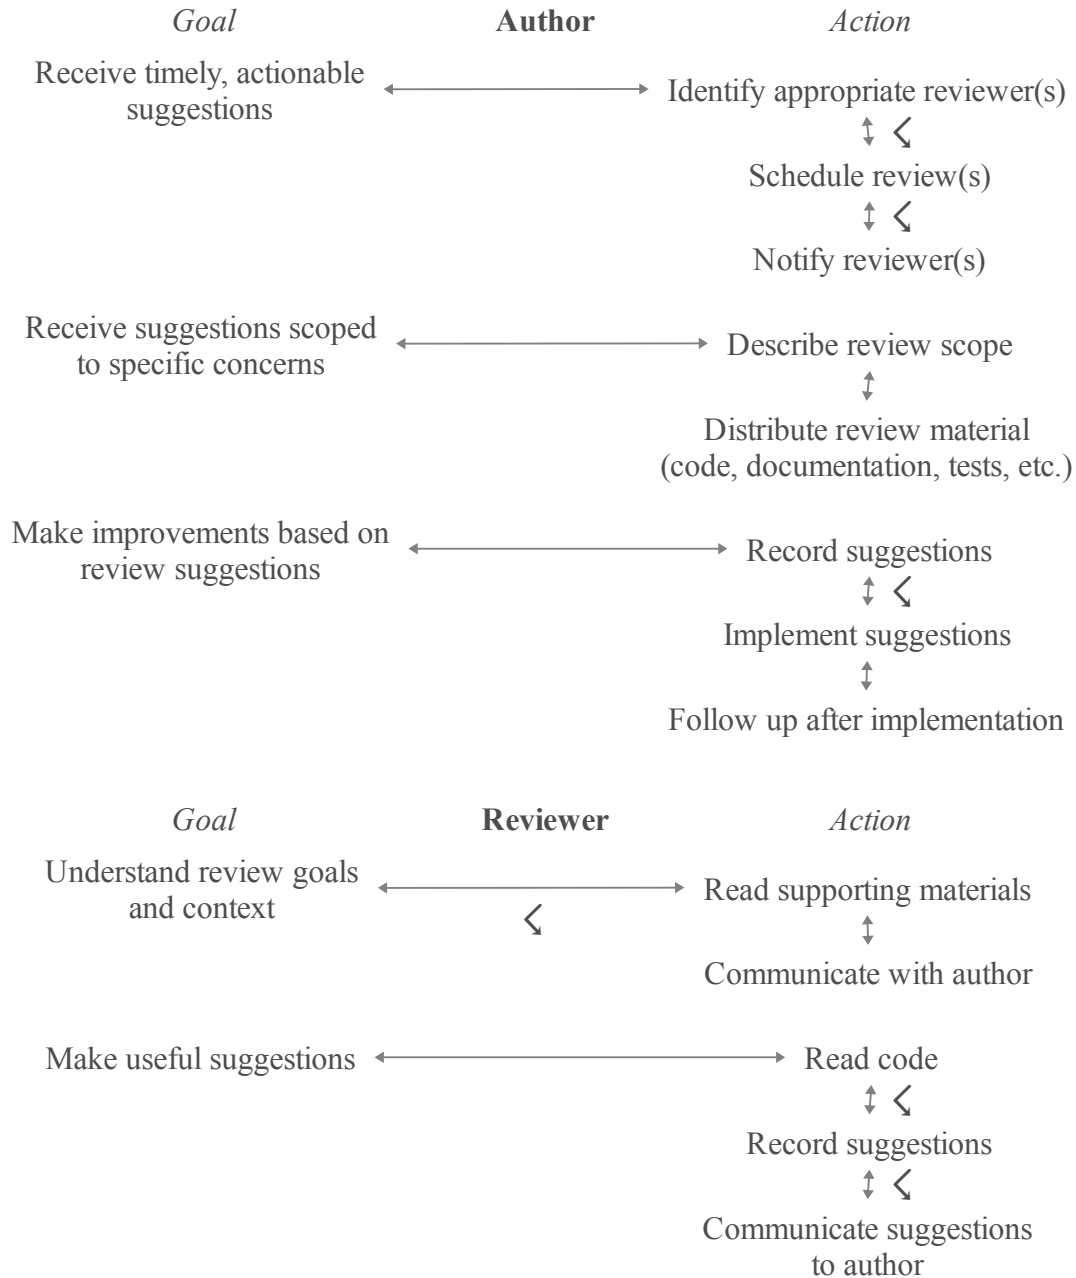 Goal Author Action
Receive timely, actionable
suggestions
Identify appropriate reviewer(s)
Schedule review(s)
Notify reviewer(s)
Receive suggestions scoped
to specific concerns
Describe review scope
Distribute review material
(code, documentation, tests, etc.)
Make improvements based on
review suggestions
Record suggestions
Implement suggestions
Follow up after implementation
Goal Reviewer Action
Understand review goals
and context
Read supporting materials
Communicate with author
Make useful suggestions
Read code
Record suggestions
Communicate suggestions
to author